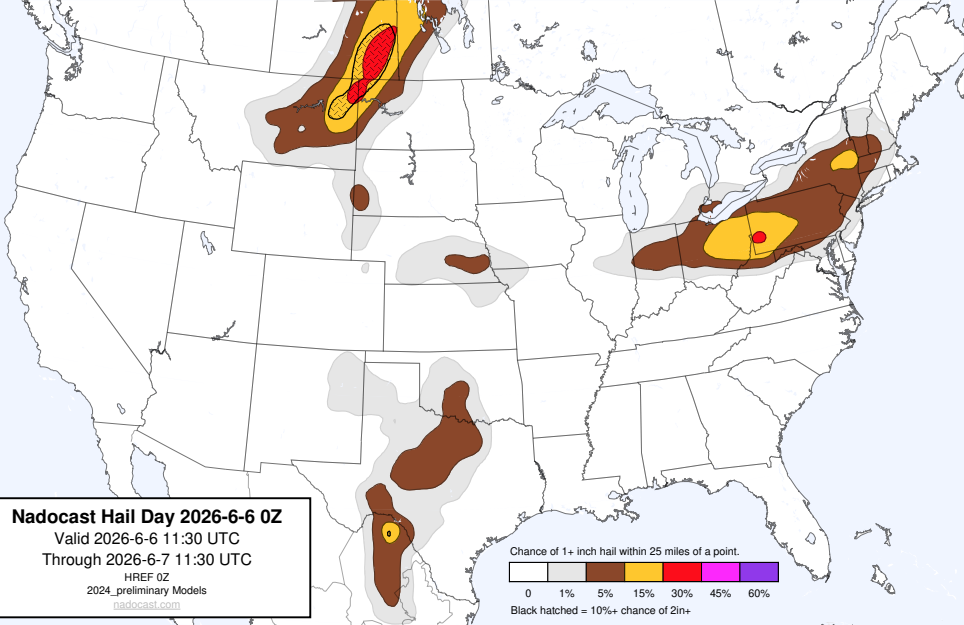 Nadocast Hail Day 2026-6-6 0Z
Valid 2026-6-6 11:30 UTC
Through 2026-6-7 11:30 UTC
HREF 0Z
2024_preliminary Models
nadocast.com
Chance of 1+ inch hail within 25 miles of a point.
0 1% 5% 15% 30% 45% 60%
Black hatched = 10%+ chance of 2in+